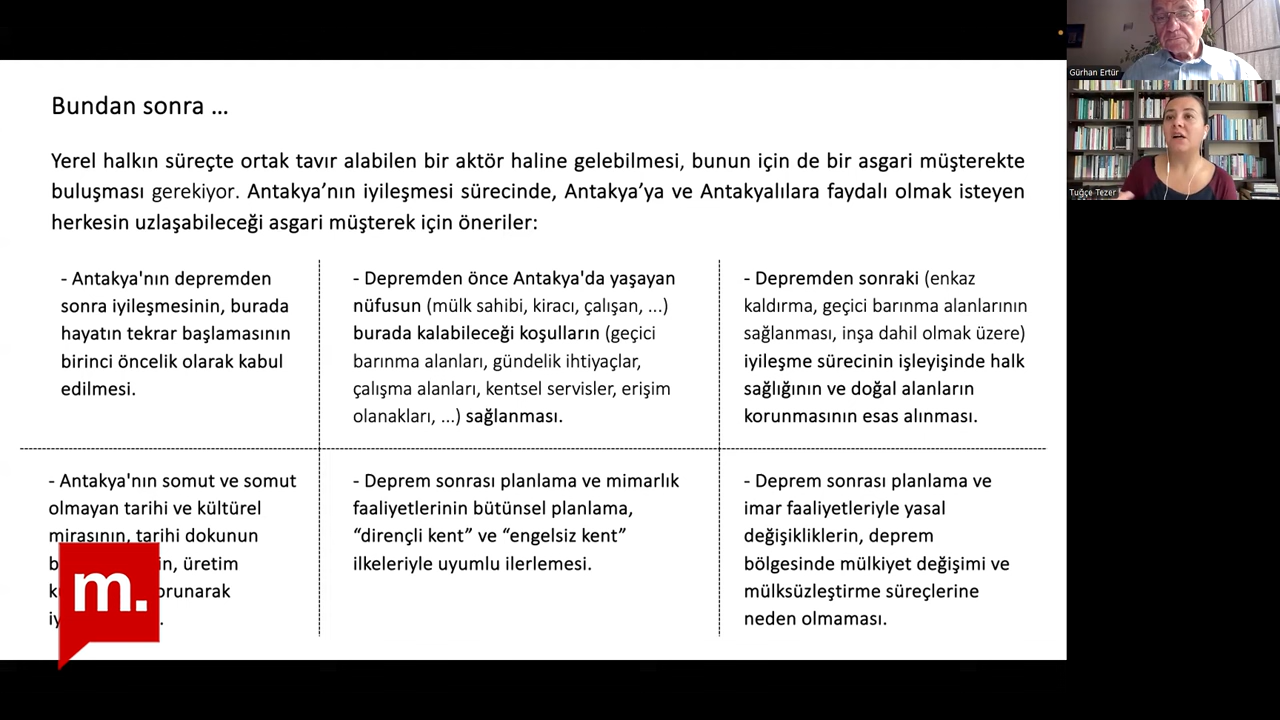 Bundan sonra ...
Yerel halkın süreçte ortak tavır alabilen bir aktör haline gelebilmesi, bunun için de bir asgari müşterekte
buluşması gerekiyor. Antakya’nın iyileşmesi sürecinde, Antakya’ya ve Antakyalılara faydalı olmak isteyen
herkesin uzlaşabileceği asgari müşterek için öneriler:
- Antakya'nın depremden
sonra iyileşmesinin, burada
hayatın tekrar başlamasının
birinci öncelik olarak kabul
edilmesi.
- Depremden önce Antakya'da yaşayan
nüfusun (mülk sahibi, kiracı, çalışan, ...)
burada kalabileceği koşulların (geçici
barınma alanları, gündelik ihtiyaçlar,
çalışma alanları, kentsel servisler, erişim
olanakları, ...) sağlanması.
- Depremden sonraki (enkaz
kaldırma, geçici barınma alanlarının
sağlanması, inşa dahil olmak üzere)
iyileşme sürecinin işleyişinde halk
sağlığının ve doğal alanların
korunmasının esas alınması.
- Antakya'nın somut ve somut
olmayan tarihi ve kültürel
mirasının, tarihi dokunun
üretim
- Deprem sonrası planlama ve mimarlık
faaliyetlerinin bütünsel planlama,
“dirençli kent” ve “engelsiz kent”
ilkeleriyle uyumlu ilerlemesi.
- Deprem sonrası planlama ve
imar faaliyetleriyle yasal
değişikliklerin, deprem
bölgesinde mülkiyet değişimi ve
mülksüzleştirme süreçlerine
neden olmaması.
m.
Gürhan Ertür
Tuğçe Tezer